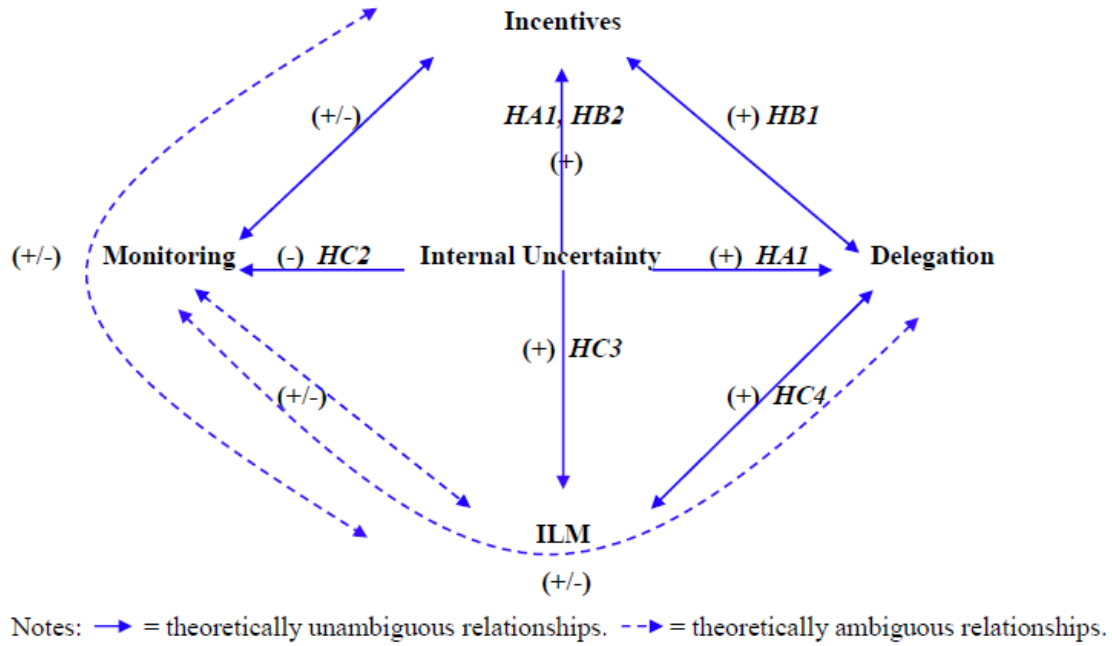 Incentives
(+/-)
HA1, HB2
(+) HB1
(+)
(+/-)
Monitoring
(-) HC2
Internal Uncertainty
(+) HA1
Delegation
(+) HC3
(+/-)
(+) HC4
ILM
(+/-)
Notes: = theoretically unambiguous relationships. = theoretically ambiguous relationships.